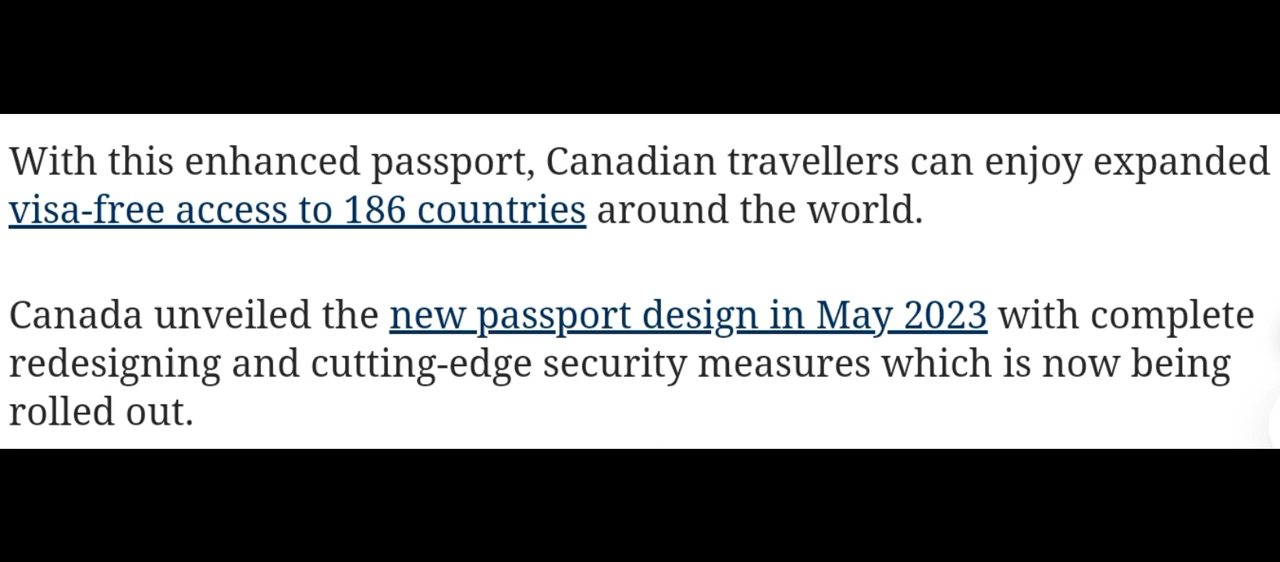 With this enhanced passport, Canadian travellers can enjoy expanded
visa-free access to 186 countries around the world.
Canada unveiled the new passport design in May 2023 with complete
redesigning and cutting-edge security measures which is now being
rolled out.